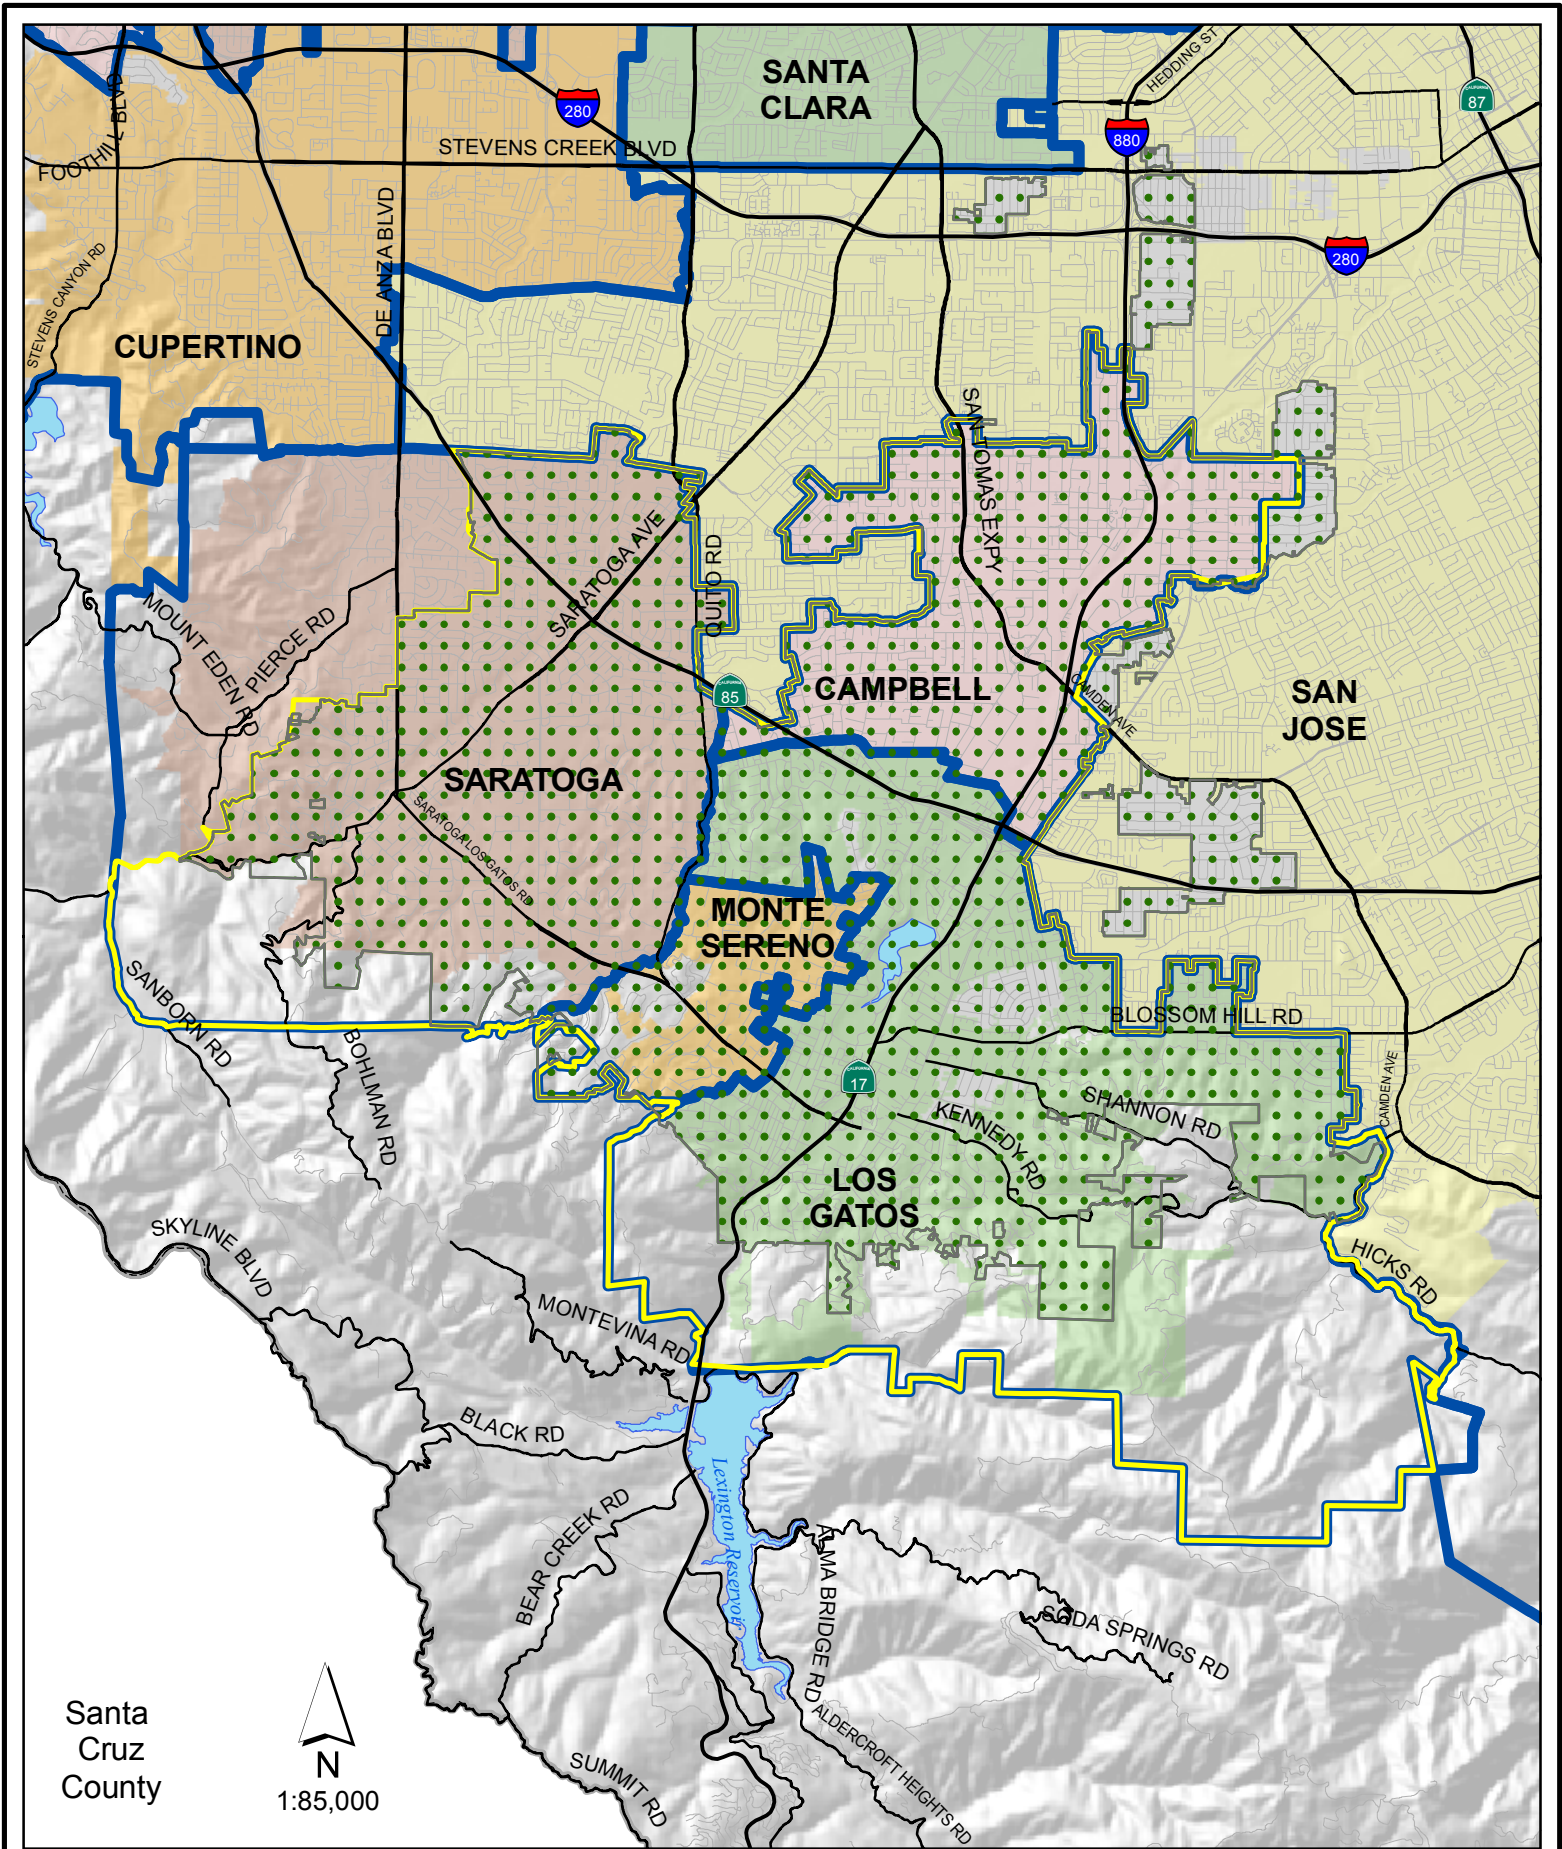 SANTA
CLARA
HEDDING ST
CALIFORNIA
87
280
880
STEVENS CREEK BLVD
FOOTHILL BLVD
DE ANZA BLVD
280
STEVENS CANYON RD
CUPERTINO
SAN TOMAS EXPY
SARATOGA AVE
QUITO RD
MOUNT EDEN RD
PIERCE RD
CALIFORNIA
85
CAMPBELL
CAMDEN AVE
SAN
JOSE
SARATOGA
SARATOGA LOS GATOS RD
MONTE
SERENO
SANBORN RD
BOHLMAN RD
BLOSSOM HILL RD
CALIFORNIA
17
CAMDEN AVE
SHANNON RD
KENNEDY RD
LOS
GATOS
SKYLINE BLVD
HICKS RD
MONTEVINA RD
BLACK RD
Lexington Reservoir
BEAR CREEK RD
ALMA BRIDGE RD
SODA SPRINGS RD
Santa
Cruz
County
N
1:85,000
SUMMIT RD
ALDERCROFT HEIGHTS RD